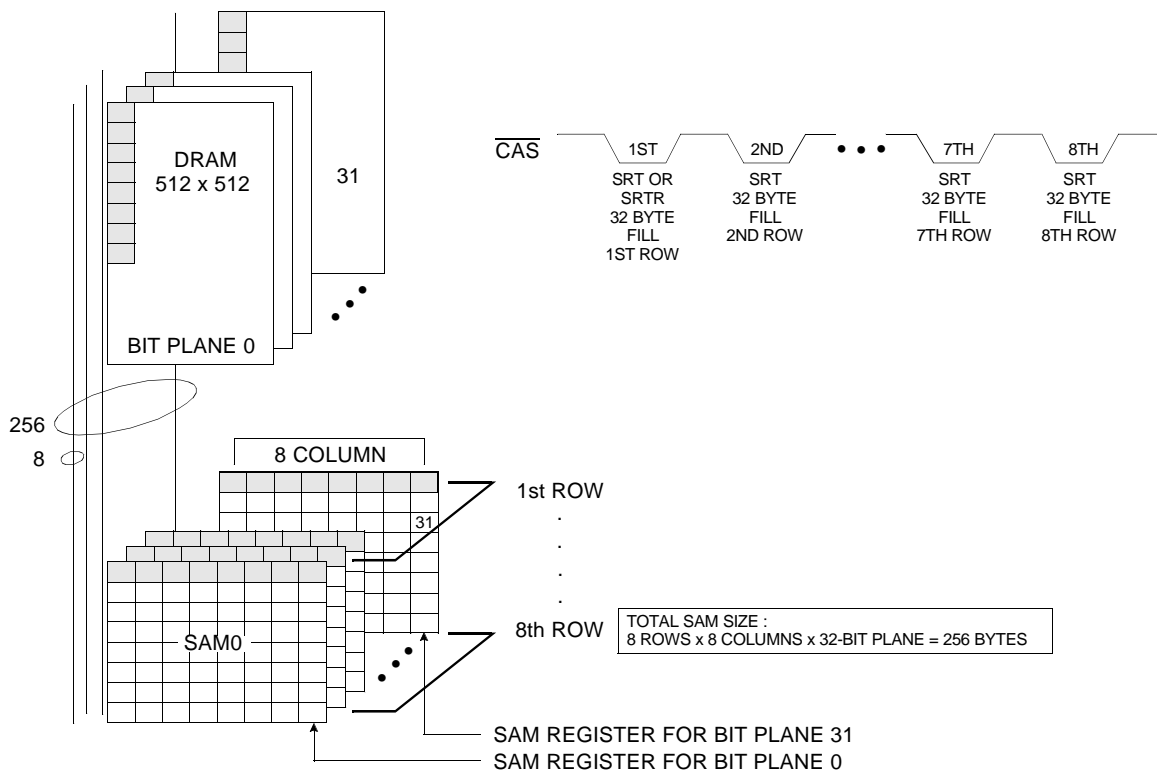 DRAM
512 x 512
31
BIT PLANE 0
CAS
1ST
2ND
7TH
8TH
SRT OR
SRTR
32 BYTE
FILL
1ST ROW
SRT
32 BYTE
FILL
2ND ROW
SRT
32 BYTE
FILL
7TH ROW
SRT
32 BYTE
FILL
8TH ROW
256
8
8 COLUMN
31
SAM0
1st ROW
8th ROW
TOTAL SAM SIZE :
8 ROWS x 8 COLUMNS x 32-BIT PLANE = 256 BYTES
SAM REGISTER FOR BIT PLANE 31
SAM REGISTER FOR BIT PLANE 0